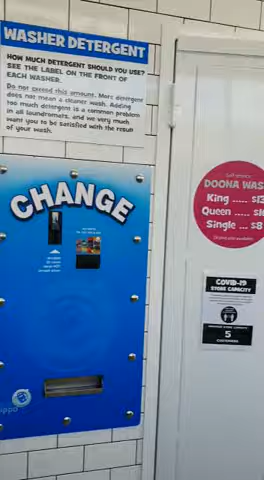 WASHER DETERGENT
HOW MUCH DETERGENT SHOULD YOU USE?
SEE THE LABEL ON THE FRONT OF
EACH WASHER.
Do not exceed this amount. More detergent
does not mean a cleaner wash. Adding
too much detergent is a common problem
in all laundromats, and we very much
want you to be satisfied with the result
of your wash.
CHANGE
DOONA WAS
King ..... $13
Queen .....
Single ... $8
COVID-19
STORE CAPACITY
5
CUSTOMERS